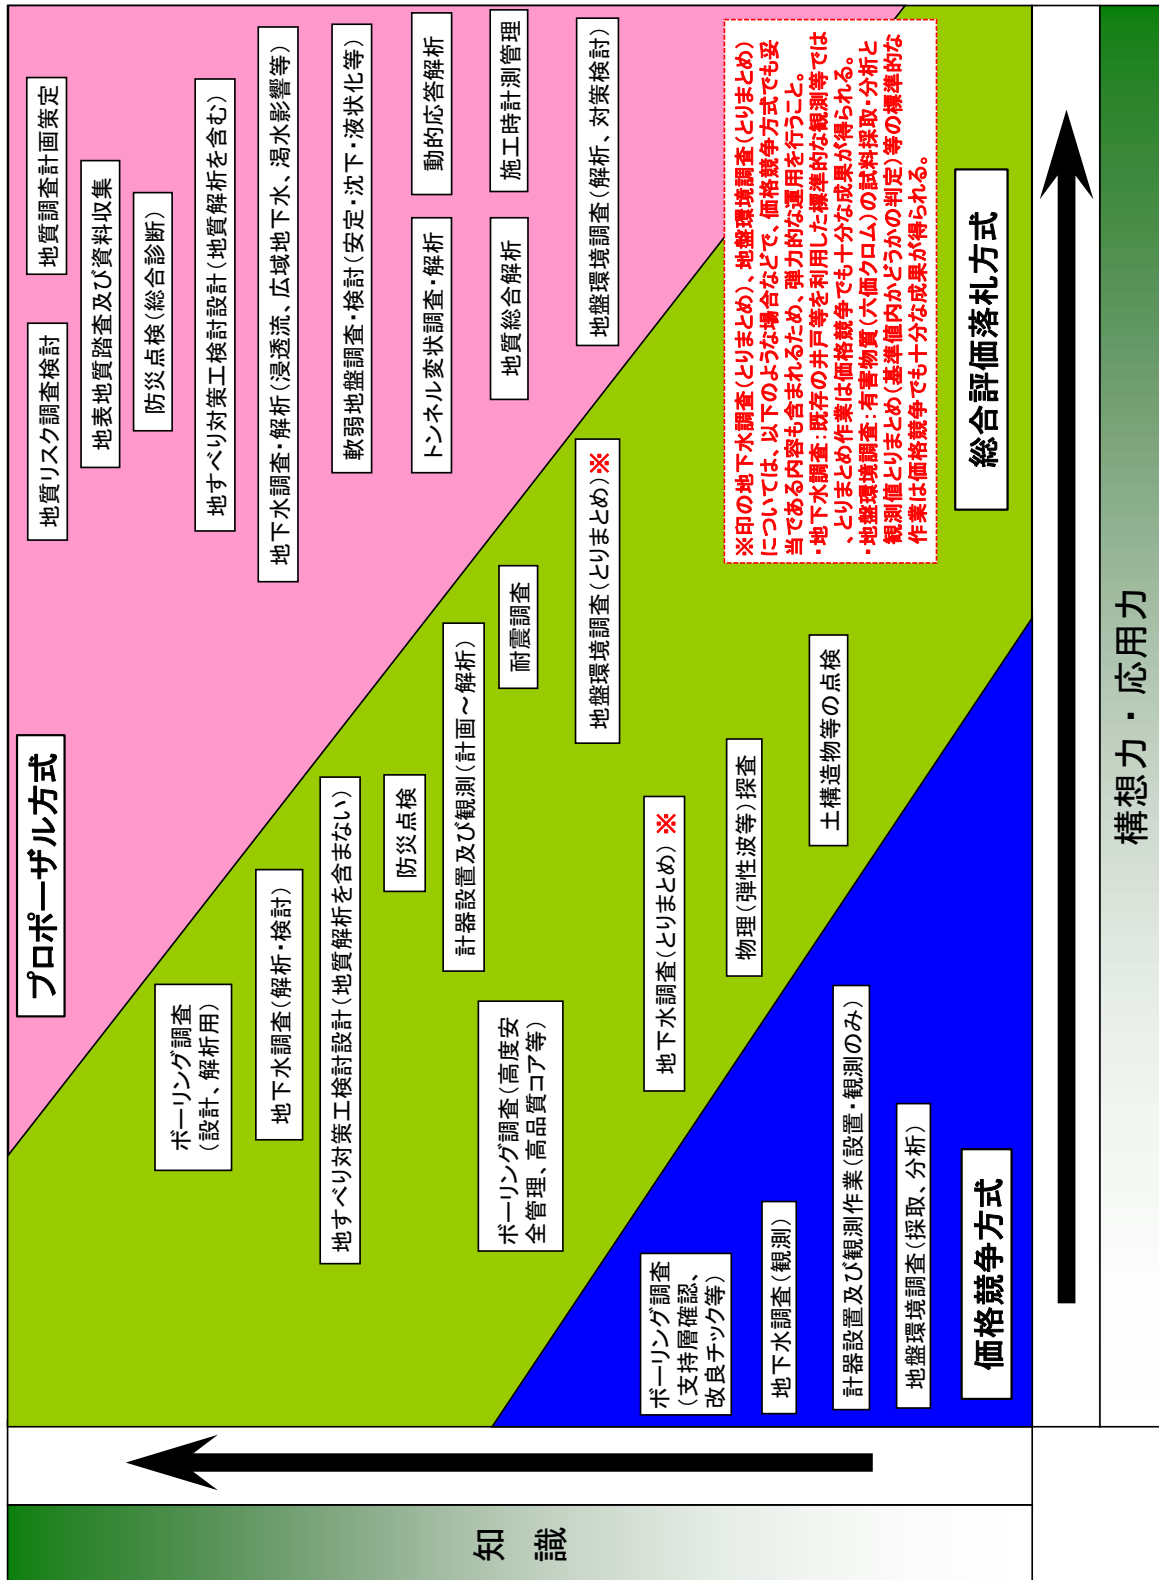 プロポーザル方式
地質リスク調査検討
地質調査計画策定
地表地質踏査及び資料収集
防災点検(総合診断)
地すべり対策工検討設計(地質解析を含む)
地下水調査・解析(浸透流、広域地下水、渇水影響等)
軟弱地盤調査・検討(安定・沈下・液状化等)
トンネル変状調査・解析
動的応答解析
地質総合解析
施工時計測管理
地盤環境調査(解析、対策検討)
ボーリング調査
(設計、解析用)
地下水調査(解析・検討)
地すべり対策工検討設計(地質解析を含まない)
防災点検
計器設置及び観測(計画~解析)
ボーリング調査(高度安
全管理、高品質コア等)
耐震調査
地盤環境調査(とりまとめ)※
地下水調査(とりまとめ)※
物理(弾性波等)探査
土構造物等の点検
総合評価落札方式
※印の地下水調査(とりまとめ)、地盤環境調査(とりまとめ)
については、以下のような場合などで、価格競争方式でも妥
当である内容も含まれるため、弾力的な運用を行うこと。
・地下水調査:既存の井戸等を利用した標準的な観測等では
、とりまとめ作業は価格競争でも十分な成果が得られる。
・地盤環境調査:有害物質(六価クロム)の試料採取・分析と
観測値とりまとめ(基準値内かどうかの判定)等の標準的な
作業は価格競争でも十分な成果が得られる。
ボーリング調査
(支持層確認、
改良チック等)
地下水調査(観測)
計器設置及び観測作業(設置・観測のみ)
地盤環境調査(採取、分析)
価格競争方式
知識
構想力・応用力